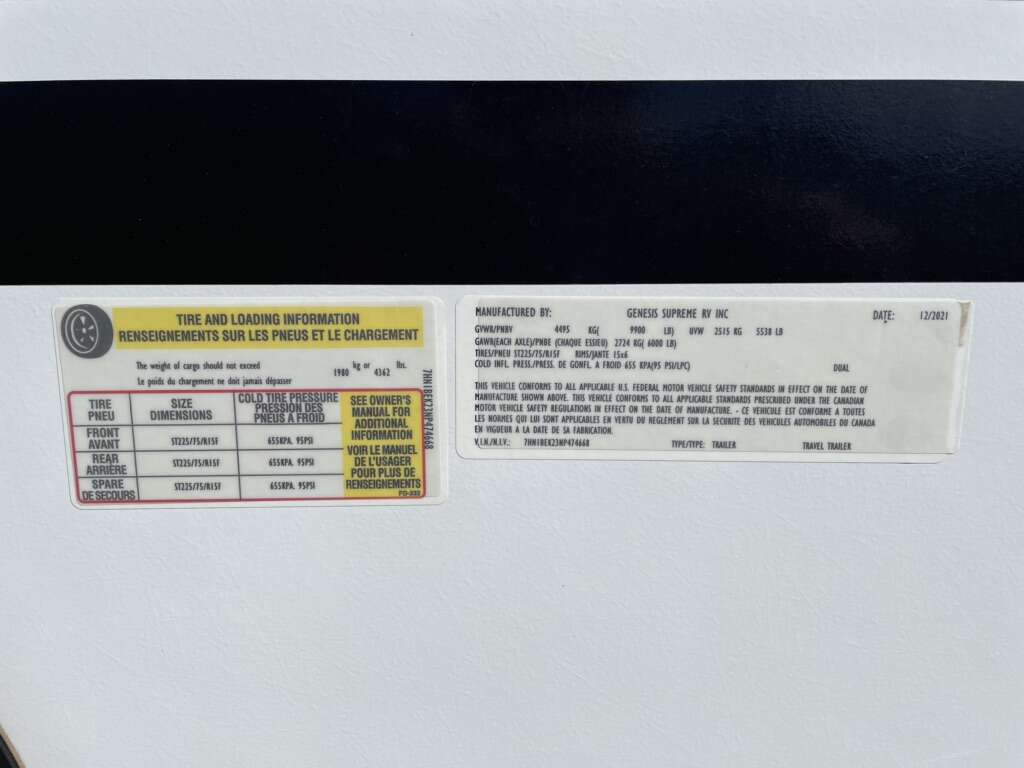 TIRE AND LOADING INFORMATION
RENSEIGNEMENTS SUR LES PNEUS ET LE CHARGEMENT
The weight of cargo should not exceed
Le poids du chargement ne doit jamais dépasser
1980 kg or 4362 lbs.
TIRE PNEU SIZE DIMENSIONS COLD TIRE PRESSURE PRESSION DES PNEUS A FROID
FRONT AVANT ST225/75/R15F 655KPA. 95PSI
REAR ARRIÈRE ST225/75/R15F 655KPA. 95PSI
SPARE DE SECOURS ST225/75/R15F 655KPA. 95PSI
SEE OWNER'S
MANUAL FOR
ADDITIONAL
INFORMATION
VOIR LE MANUEL
DE L'USAGER
POUR PLUS DE
RENSEIGNEMENTS
FD-332
7HN1BEK23NP474668
MANUFACTURED BY: GENESIS SUPREME RV INC DATE: 12/2021
GVWR/PNBV 4495 KG( 9900 LB) UVW 2515 KG 5538 LB
GAWR(EACH AXLE)/PNBE (CHAQUE ESSIEU) 2724 KG( 6000 LB)
TIRES/PNEU ST225/75/R15F RIMS/JANTE 15x6
COLD INFL. PRESS./PRESS. DE GONFL. A FROID 655 KPA(95 PSI/LPC) DUAL
THIS VEHICLE CONFORMS TO ALL APPLICABLE U.S. FEDERAL MOTOR VEHICLE SAFETY STANDARDS IN EFFECT ON THE DATE OF
MANUFACTURE SHOWN ABOVE. THIS VEHICLE CONFORMS TO ALL APPLICABLE STANDARDS PRESCRIBED UNDER THE CANADIAN
MOTOR VEHICLE SAFETY REGULATIONS IN EFFECT ON THE DATE OF MANUFACTURE. - CE VEHICULE EST CONFORME A TOUTES
LES NORMES QUI LUI SONT APPLICABLES EN VERTU DU REGLEMENT SUR LA SECURITE DES VEHICULES AUTOMOBILES DU CANADA
EN VIGUEUR A LA DATE DE SA FABRICATION.
V.I.N./N.I.V.: 7HN1BEK23NP474668 TYPE/TYPE: TRAILER TRAVEL TRAILER